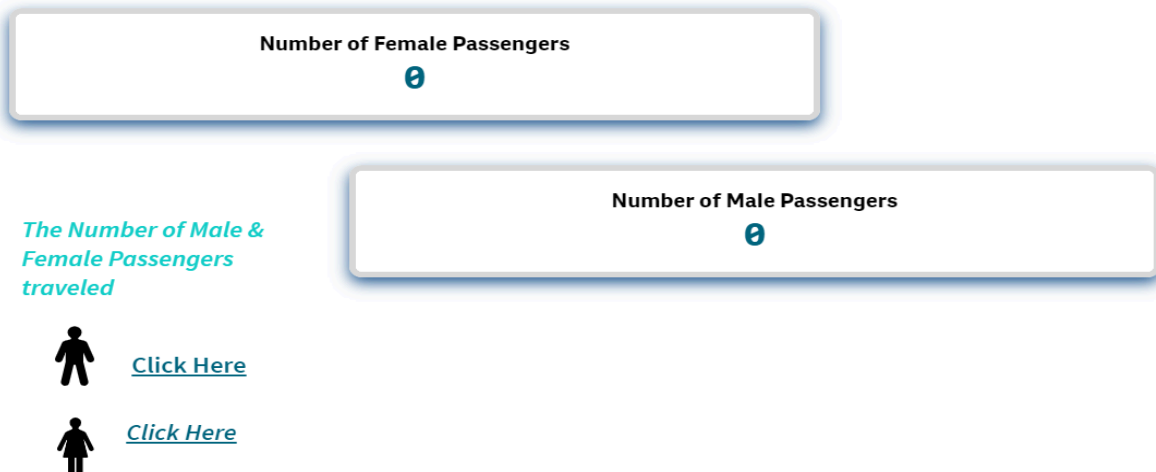 Number of Female Passengers
0
Number of Male Passengers
0
The Number of Male &
Female Passengers
traveled
Click Here
Click Here